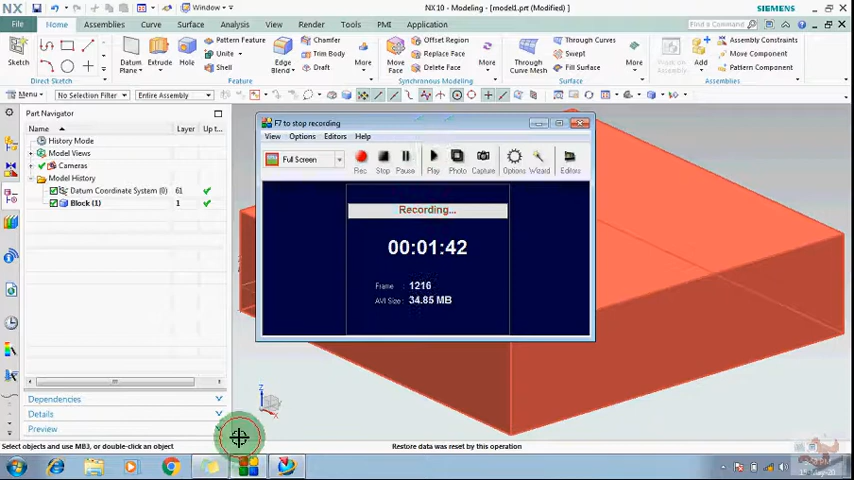 NX
Window
NX 10 - Modeling - [model1.prt (Modified)]
SIEMENS
File Home Assemblies Curve Surface Analysis View Render Tools PMI Application
Find a Command
Sketch
Direct Sketch
Datum Plane
Extrude
Hole
Pattern Feature
Unite
Shell
Edge Blend
Chamfer
Trim Body
Draft
More
Feature
Move Face
Offset Region
Replace Face
Delete Face
More
Synchronous Modeling
Through Curve Mesh
Through Curves
Swept
Fill Surface
More
Surface
Work on Assembly
Add
Assembly Constraints
Move Component
Pattern Component
Assemblies
Menu
No Selection Filter
Entire Assembly
Part Navigator
Name Layer Up t...
History Mode
Model Views
Cameras
Model History
Datum Coordinate System (0) 61
Block (1) 1
F7 to stop recording
View Options Editors Help
Full Screen
Rec Stop Pause Play Photo Capture Options Wizard Editors
Recording...
00:01:42
Frame : 1216
AVI Size : 34.85 MB
Z
X
Dependencies
Details
Preview
Select objects and use MB3, or double-click an object
Restore data was reset by this operation